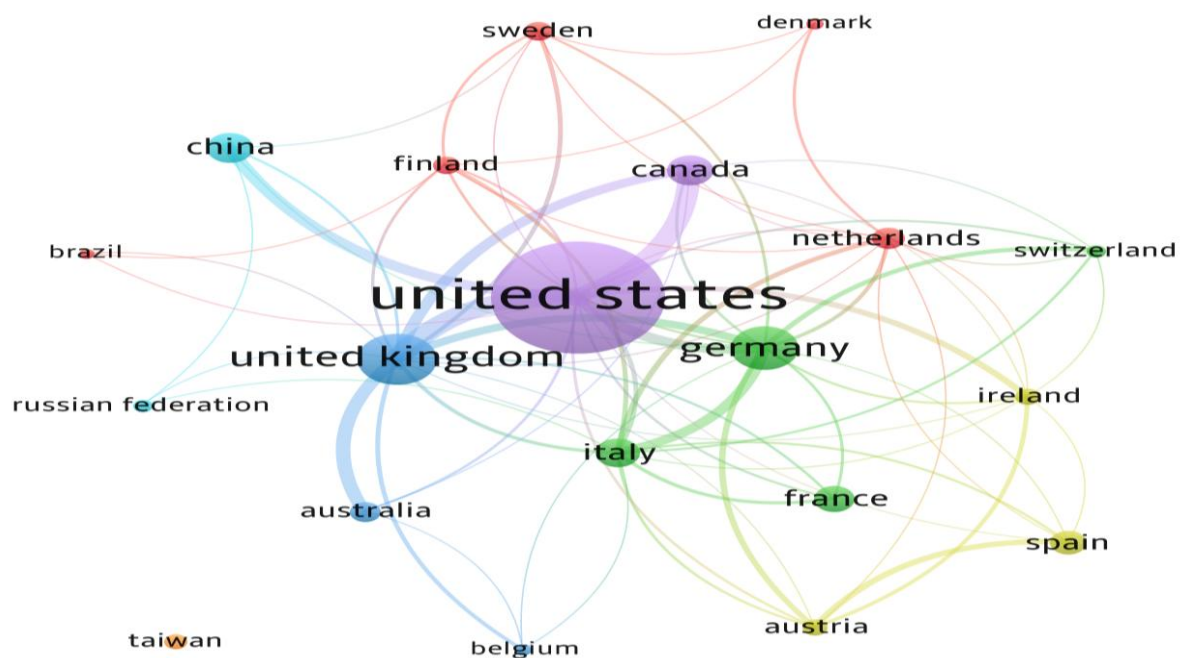 sweden
denmark
china
finland
canada
brazil
netherlands
switzerland
united states
united kingdom
germany
russian federation
ireland
italy
france
australia
spain
taiwan
belgium
austria